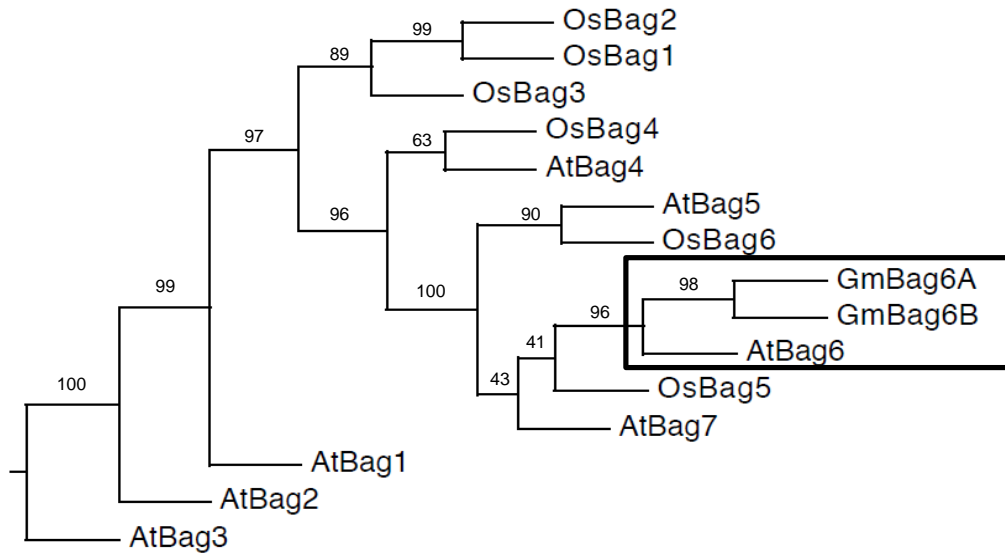 OsBag2
99
OsBag1
89
OsBag3
OsBag4
97
63
AtBag4
AtBag5
96
90
OsBag6
GmBag6A
99
98
100
GmBag6B
96
AtBag6
41
OsBag5
100
43
AtBag7
AtBag1
AtBag2
AtBag3